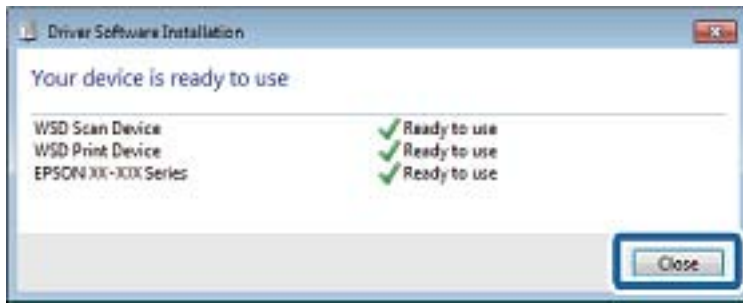 Driver Software Installation
Your device is ready to use
WSD Scan Device Ready to use
WSD Print Device Ready to use
EPSON XX-XXX Series Ready to use
Close